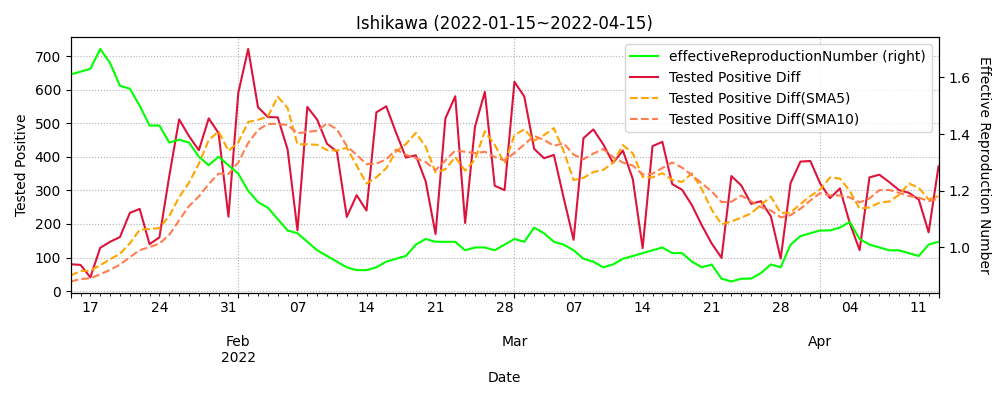 Ishikawa (2022-01-15~2022-04-15)
effectiveReproductionNumber (right)
Tested Positive Diff
Tested Positive Diff(SMA5)
Tested Positive Diff(SMA10)
Tested Positive
700
600
500
400
300
200
100
0
Effective Reproduction Number
1.6
1.4
1.2
1.0
17 24 31 07 14 21 28 07 14 21 28 04 11
Feb Mar Apr
2022
Date